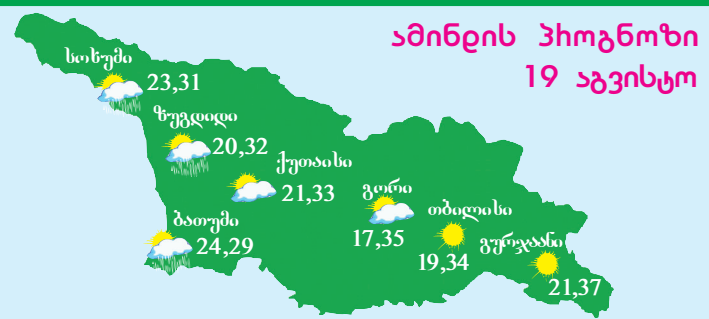 ამინდის პროგნოზი
19 აგვისტო
სოხუმი
23,31
ზუგდიდი
20,32
ქუთაისი
21,33
გორი
17,35
თბილისი
19,34
გურჯაანი
21,37
ბათუმი
24,29